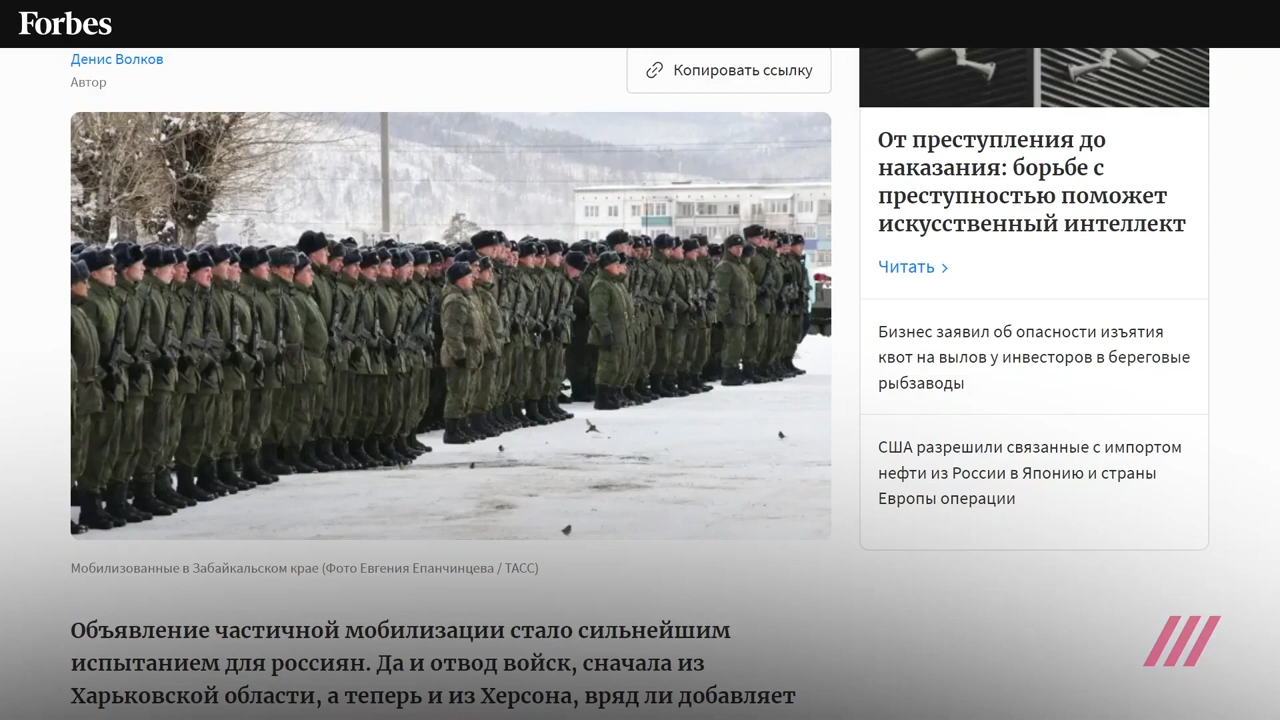 Forbes
Денис Волков
Автор
Копировать ссылку
Мобилизованные в Забайкальском крае (Фото Евгения Епанчинцева / ТАСС)
Объявление частичной мобилизации стало сильнейшим
испытанием для россиян. Да и отвод войск, сначала из
Харьковской области, а теперь и из Херсона, вряд ли добавляет
От преступления до
наказания: борьбе с
преступностью поможет
искусственный интеллект
Читать
Бизнес заявил об опасности изъятия
квот на вылов у инвесторов в береговые
рыбзаводы
США разрешили связанные с импортом
нефти из России в Японию и страны
Европы операции